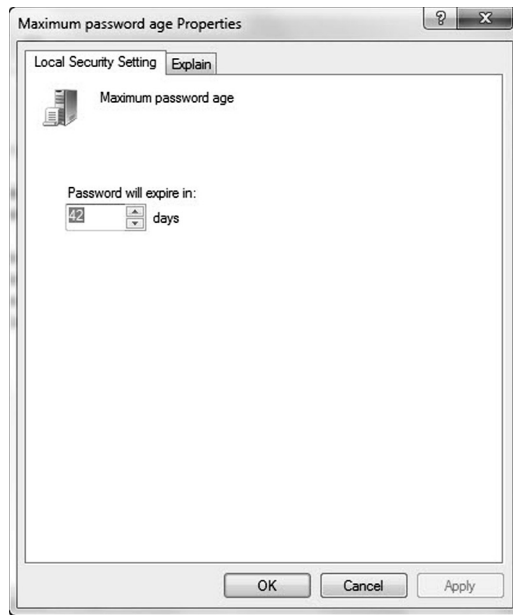 Maximum password age Properties
? X
Local Security Setting Explain
Maximum password age
Password will expire in:
42 days
OK Cancel Apply